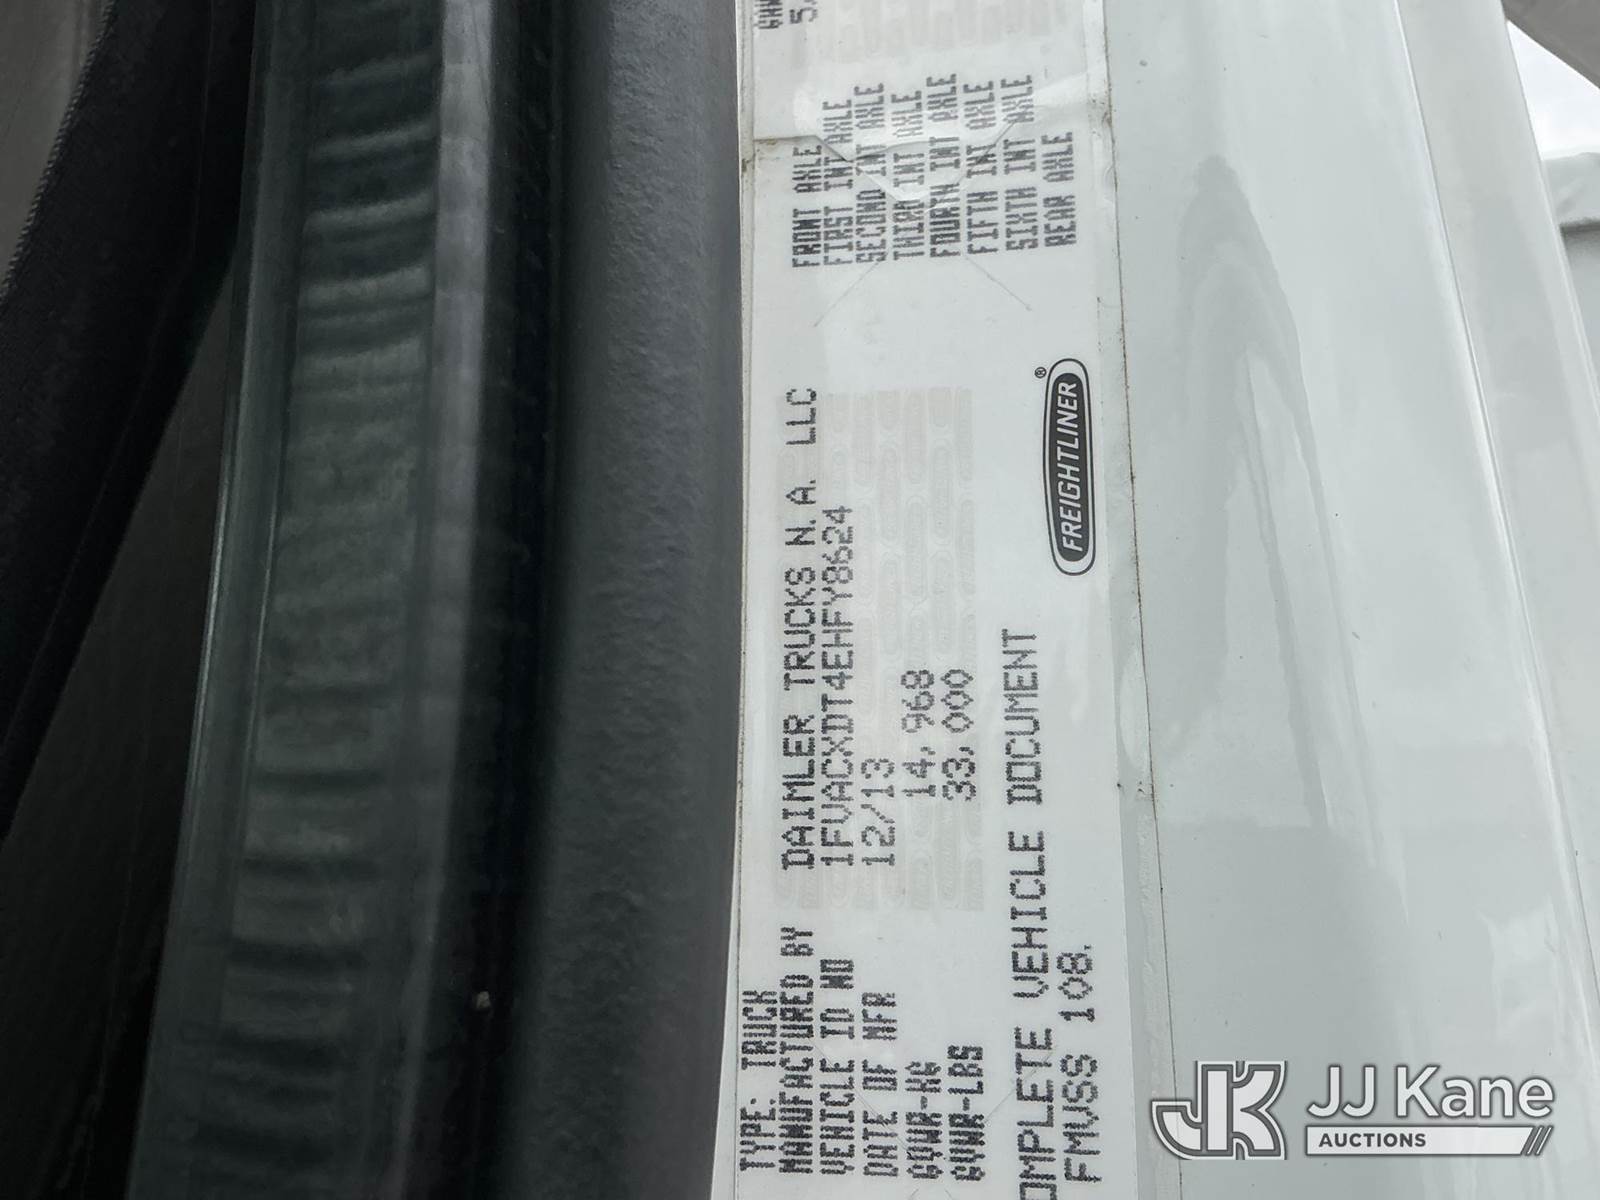 TYPE: TRUCK
MANUFACTURED BY DAIMLER TRUCKS N.A. LLC
VEHICLE ID NO 1FVACXDT4EHFY8624
DATE OF MFR 12/13
GVWR-KG 14,968
GVWR-LBS 33,000
OMPLETE VEHICLE DOCUMENT
FMVSS 108.
FREIGHTLINER®
FRONT AXLE
FIRST INT AXLE
SECOND INT AXLE
THIRD INT AXLE
FOURTH INT AXLE
FIFTH INT AXLE
SIXTH INT AXLE
REAR AXLE
JK JJ Kane
AUCTIONS